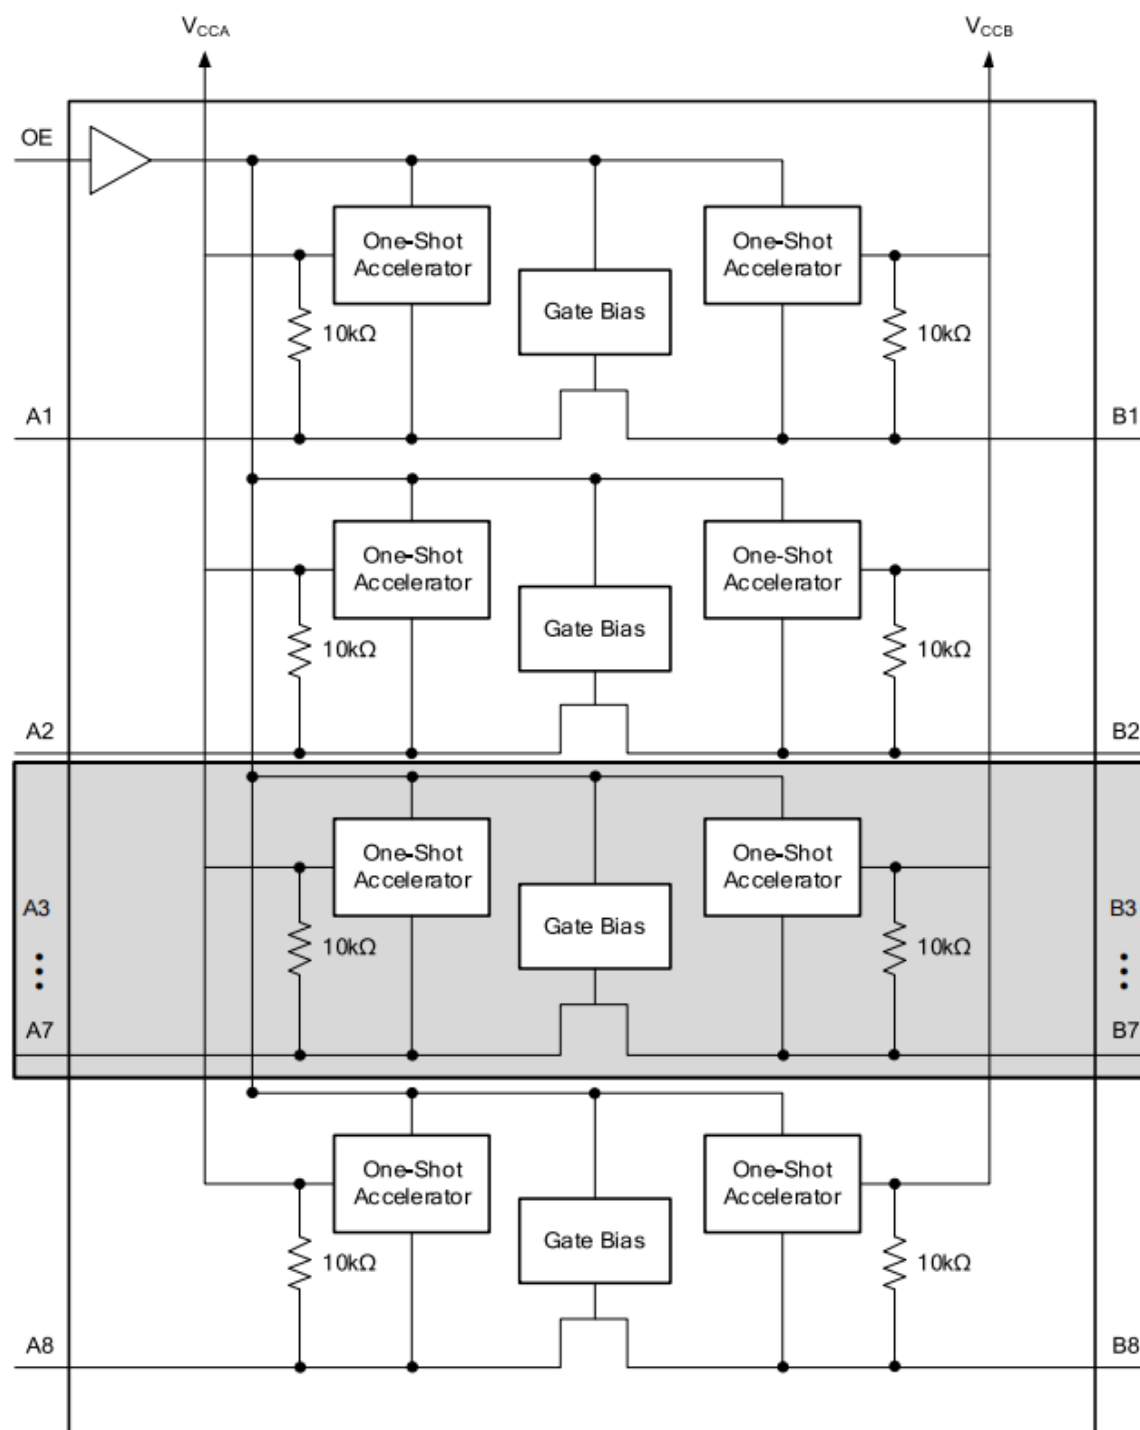 VCCA
VCCB
OE
One-Shot
Accelerator
One-Shot
Accelerator
Gate Bias
10kΩ
10kΩ
A1
B1
One-Shot
Accelerator
One-Shot
Accelerator
Gate Bias
10kΩ
10kΩ
A2
B2
One-Shot
Accelerator
One-Shot
Accelerator
A3
B3
Gate Bias
10kΩ
10kΩ
A7
B7
One-Shot
Accelerator
One-Shot
Accelerator
Gate Bias
10kΩ
10kΩ
A8
B8